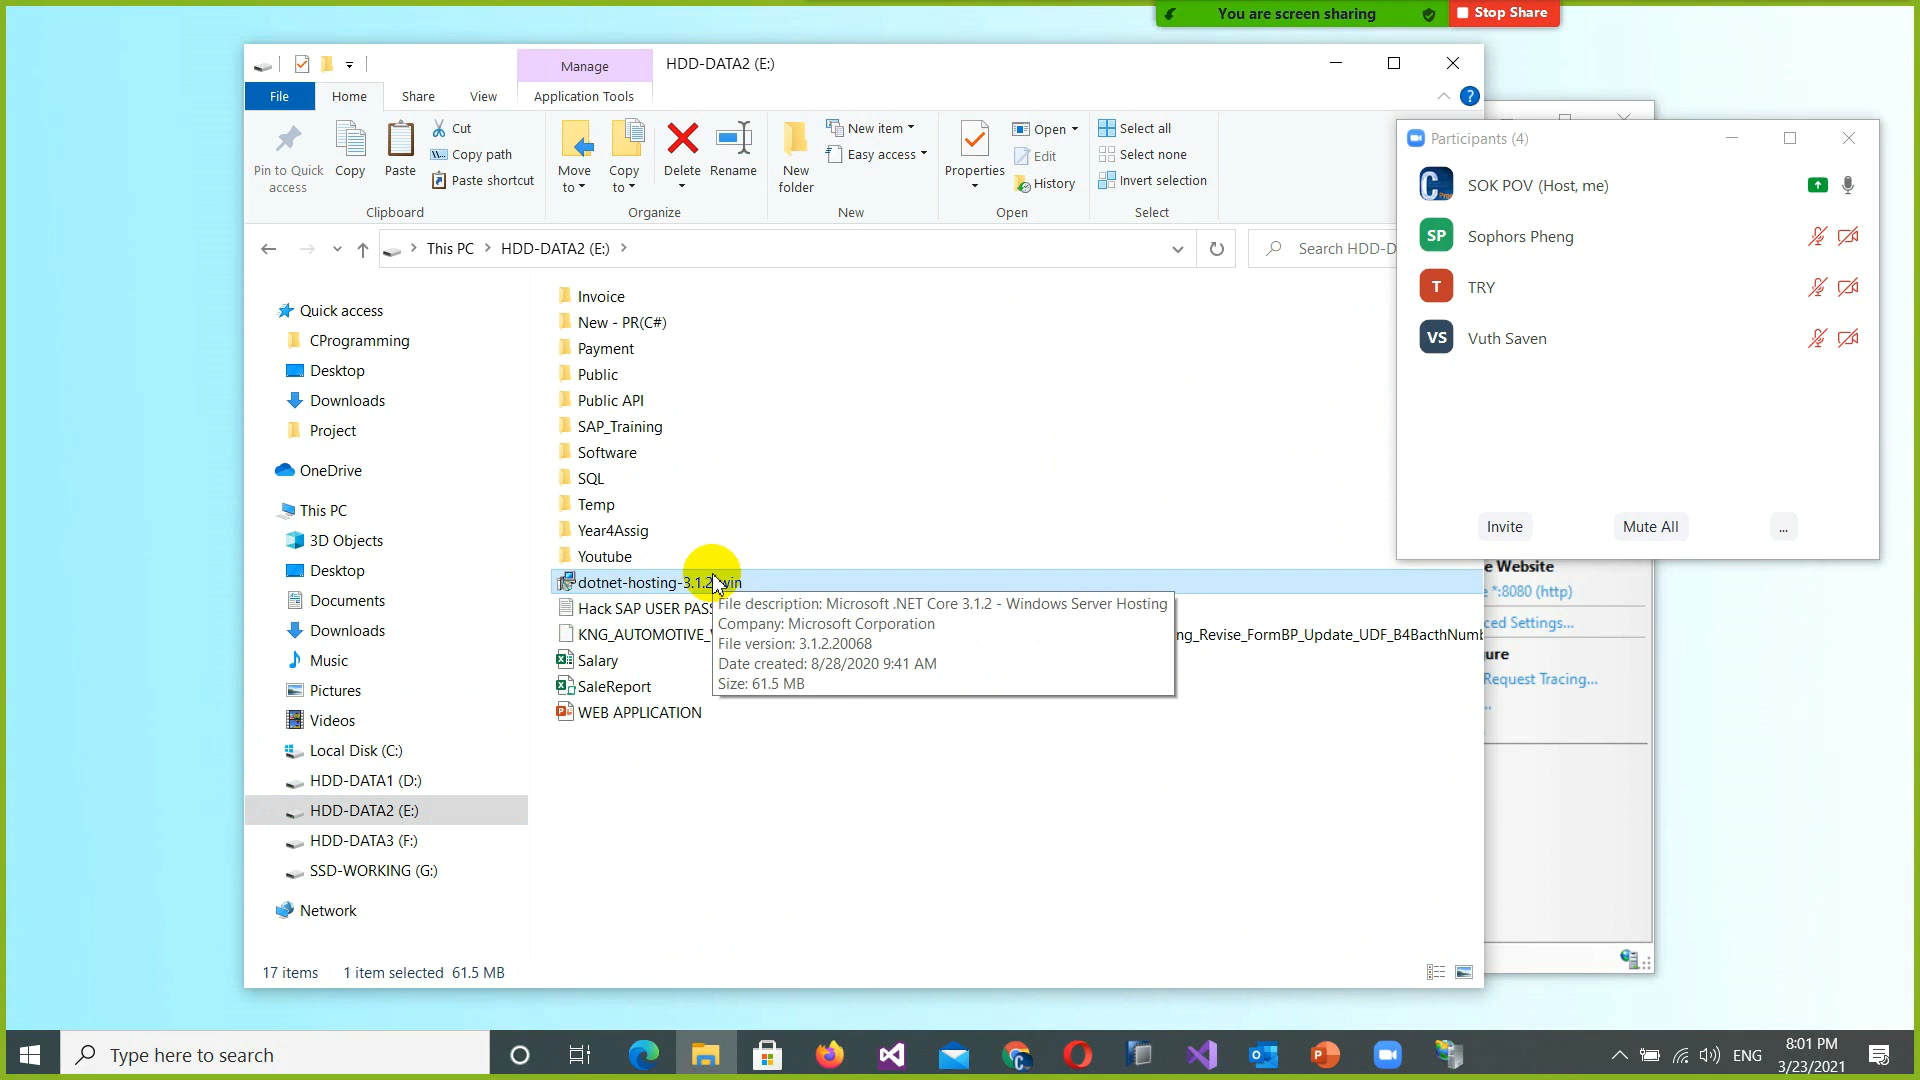 You are screen sharing
Stop Share
Manage
HDD-DATA2 (E:)
File
Home
Share
View
Application Tools
Pin to Quick access
Copy
Paste
Cut
Copy path
Paste shortcut
Clipboard
Move to
Copy to
Delete
Rename
Organize
New folder
New item
Easy access
New
Properties
Open
Edit
History
Open
Select all
Select none
Invert selection
Select
This PC
HDD-DATA2 (E:)
Search HDD-D
Quick access
CProgramming
Desktop
Downloads
Project
OneDrive
This PC
3D Objects
Desktop
Documents
Downloads
Music
Pictures
Videos
Local Disk (C:)
HDD-DATA1 (D:)
HDD-DATA2 (E:)
HDD-DATA3 (F:)
SSD-WORKING (G:)
Network
Invoice
New - PR(C#)
Payment
Public
Public API
SAP_Training
Software
SQL
Temp
Year4Assig
Youtube
dotnet-hosting-3.1.2-win
Hack SAP USER PASS
KNG_AUTOMOTIVE_
ng_Revise_FormBP_Update_UDF_B4BacthNumb
Salary
SaleReport
WEB APPLICATION
File description: Microsoft .NET Core 3.1.2 - Windows Server Hosting
Company: Microsoft Corporation
File version: 3.1.2.20068
Date created: 8/28/2020 9:41 AM
Size: 61.5 MB
17 items
1 item selected 61.5 MB
Participants (4)
SOK POV (Host, me)
SP Sophors Pheng
T TRY
VS Vuth Saven
Invite
Mute All
...
e Website
e *:8080 (http)
ced Settings...
ure
Request Tracing...
Type here to search
ENG
8:01 PM
3/23/2021